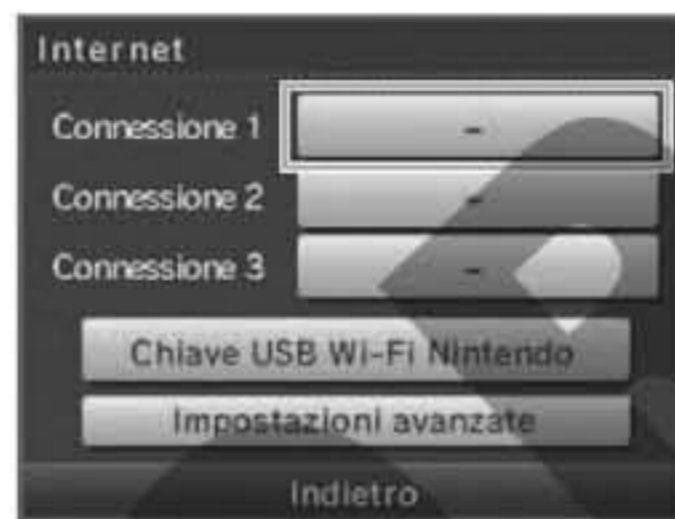 Internet
Connessione 1 -
Connessione 2 -
Connessione 3 -
Chiave USB Wi-Fi Nintendo
Impostazioni avanzate
Indietro